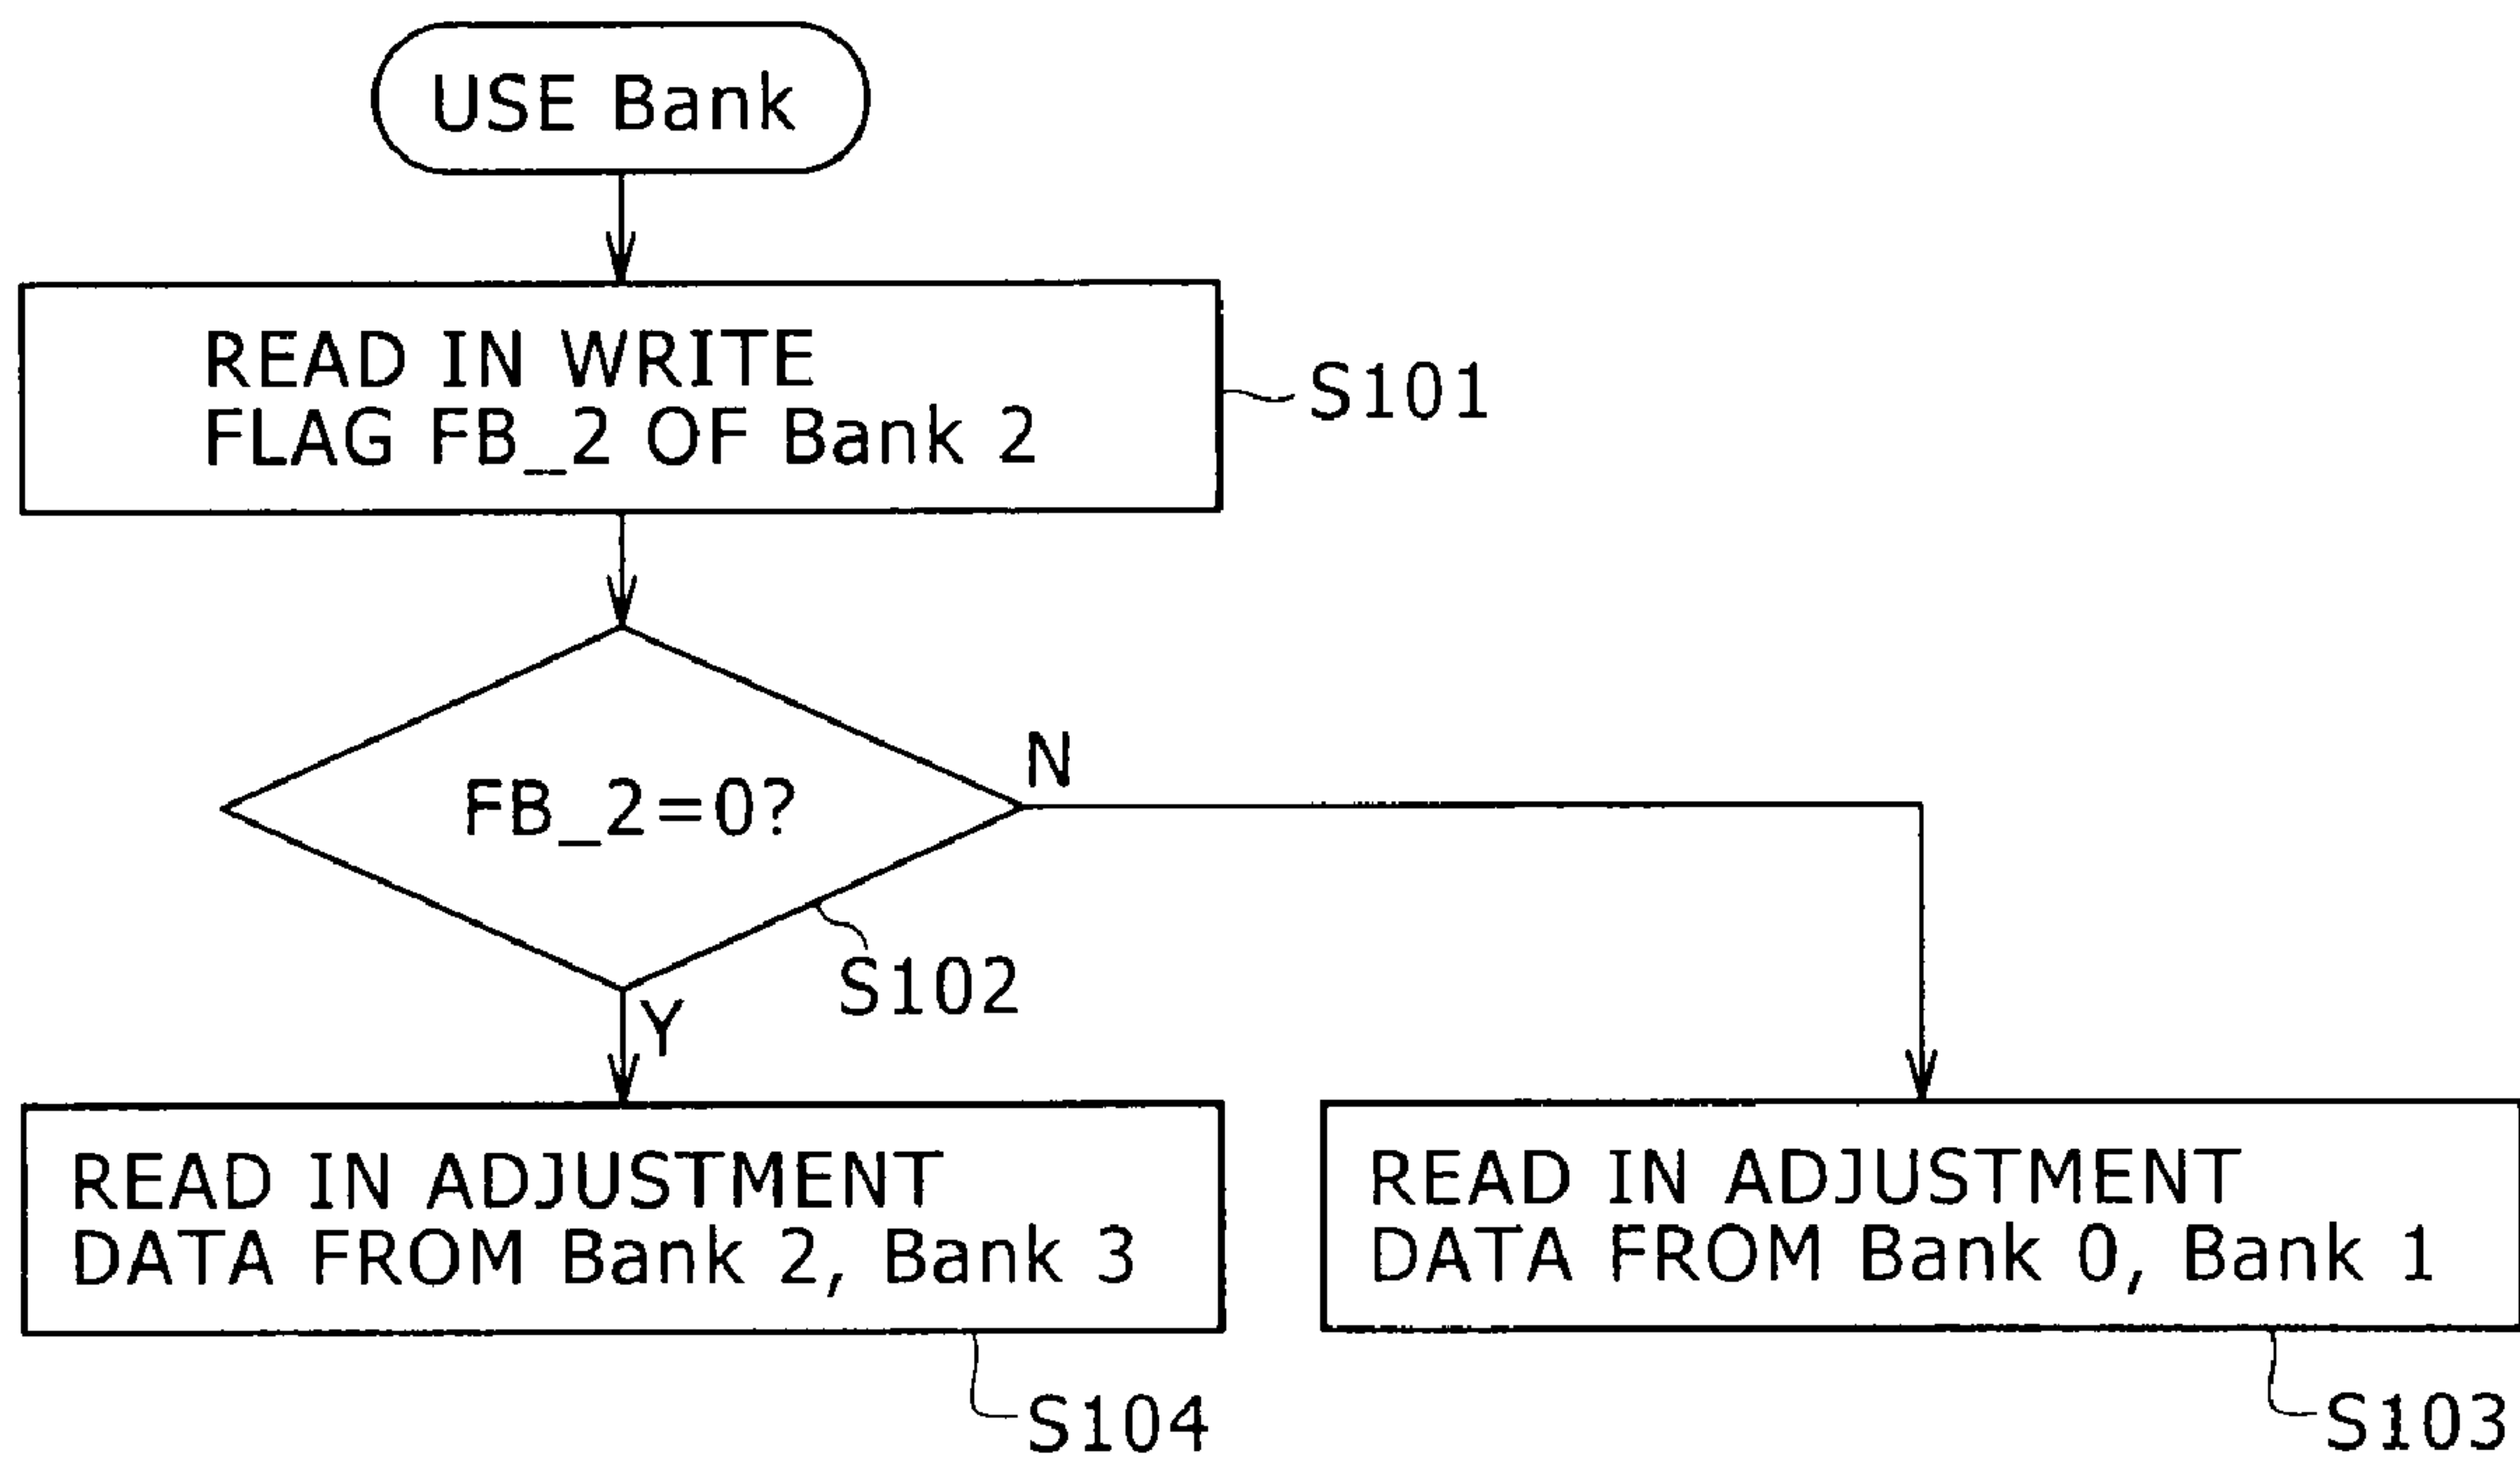 USE Bank
READ IN WRITE
FLAG FB_2 OF Bank 2
S101
FB_2=0?
N
S102
Y
READ IN ADJUSTMENT
DATA FROM Bank 2, Bank 3
S104
READ IN ADJUSTMENT
DATA FROM Bank 0, Bank 1
S103